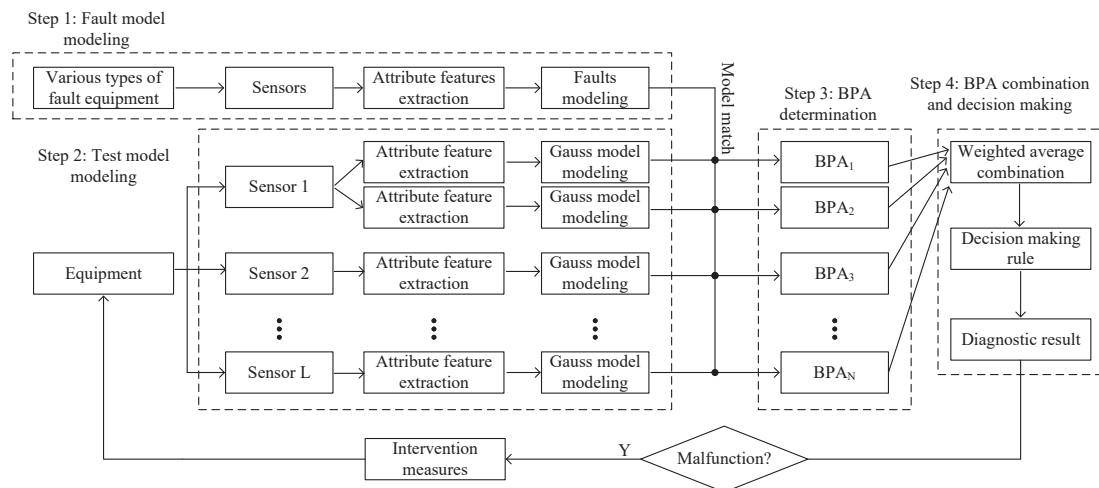 Step 1: Fault model
modeling
Various types of
fault equipment
Sensors
Attribute features
extraction
Faults
modeling
Model match
Step 2: Test model
modeling
Equipment
Sensor 1
Attribute feature
extraction
Gauss model
modeling
Attribute feature
extraction
Gauss model
modeling
Sensor 2
Attribute feature
extraction
Gauss model
modeling
Sensor L
Attribute feature
extraction
Gauss model
modeling
Step 3: BPA
determination
BPA1
BPA2
BPA3
BPAN
Step 4: BPA combination
and decision making
Weighted average
combination
Decision making
rule
Diagnostic result
Malfunction?
Y
Intervention
measures